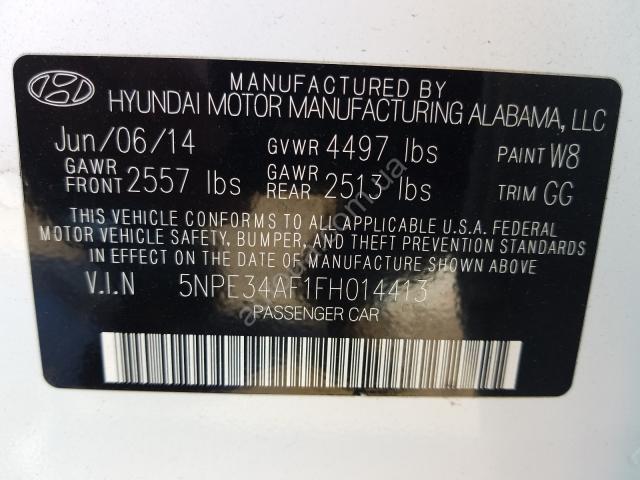 MANUFACTURED BY
HYUNDAI MOTOR MANUFACTURING ALABAMA, LLC
Jun/06/14 GVWR 4497 lbs PAINT W8
GAWR FRONT 2557 lbs GAWR REAR 2513 lbs TRIM GG
THIS VEHICLE CONFORMS TO ALL APPLICABLE U.S.A. FEDERAL
MOTOR VEHICLE SAFETY, BUMPER, AND THEFT PREVENTION STANDARDS
IN EFFECT ON THE DATE OF MANUFACTURE SHOWN ABOVE
V.I.N 5NPE34AF1FH014413
PASSENGER CAR